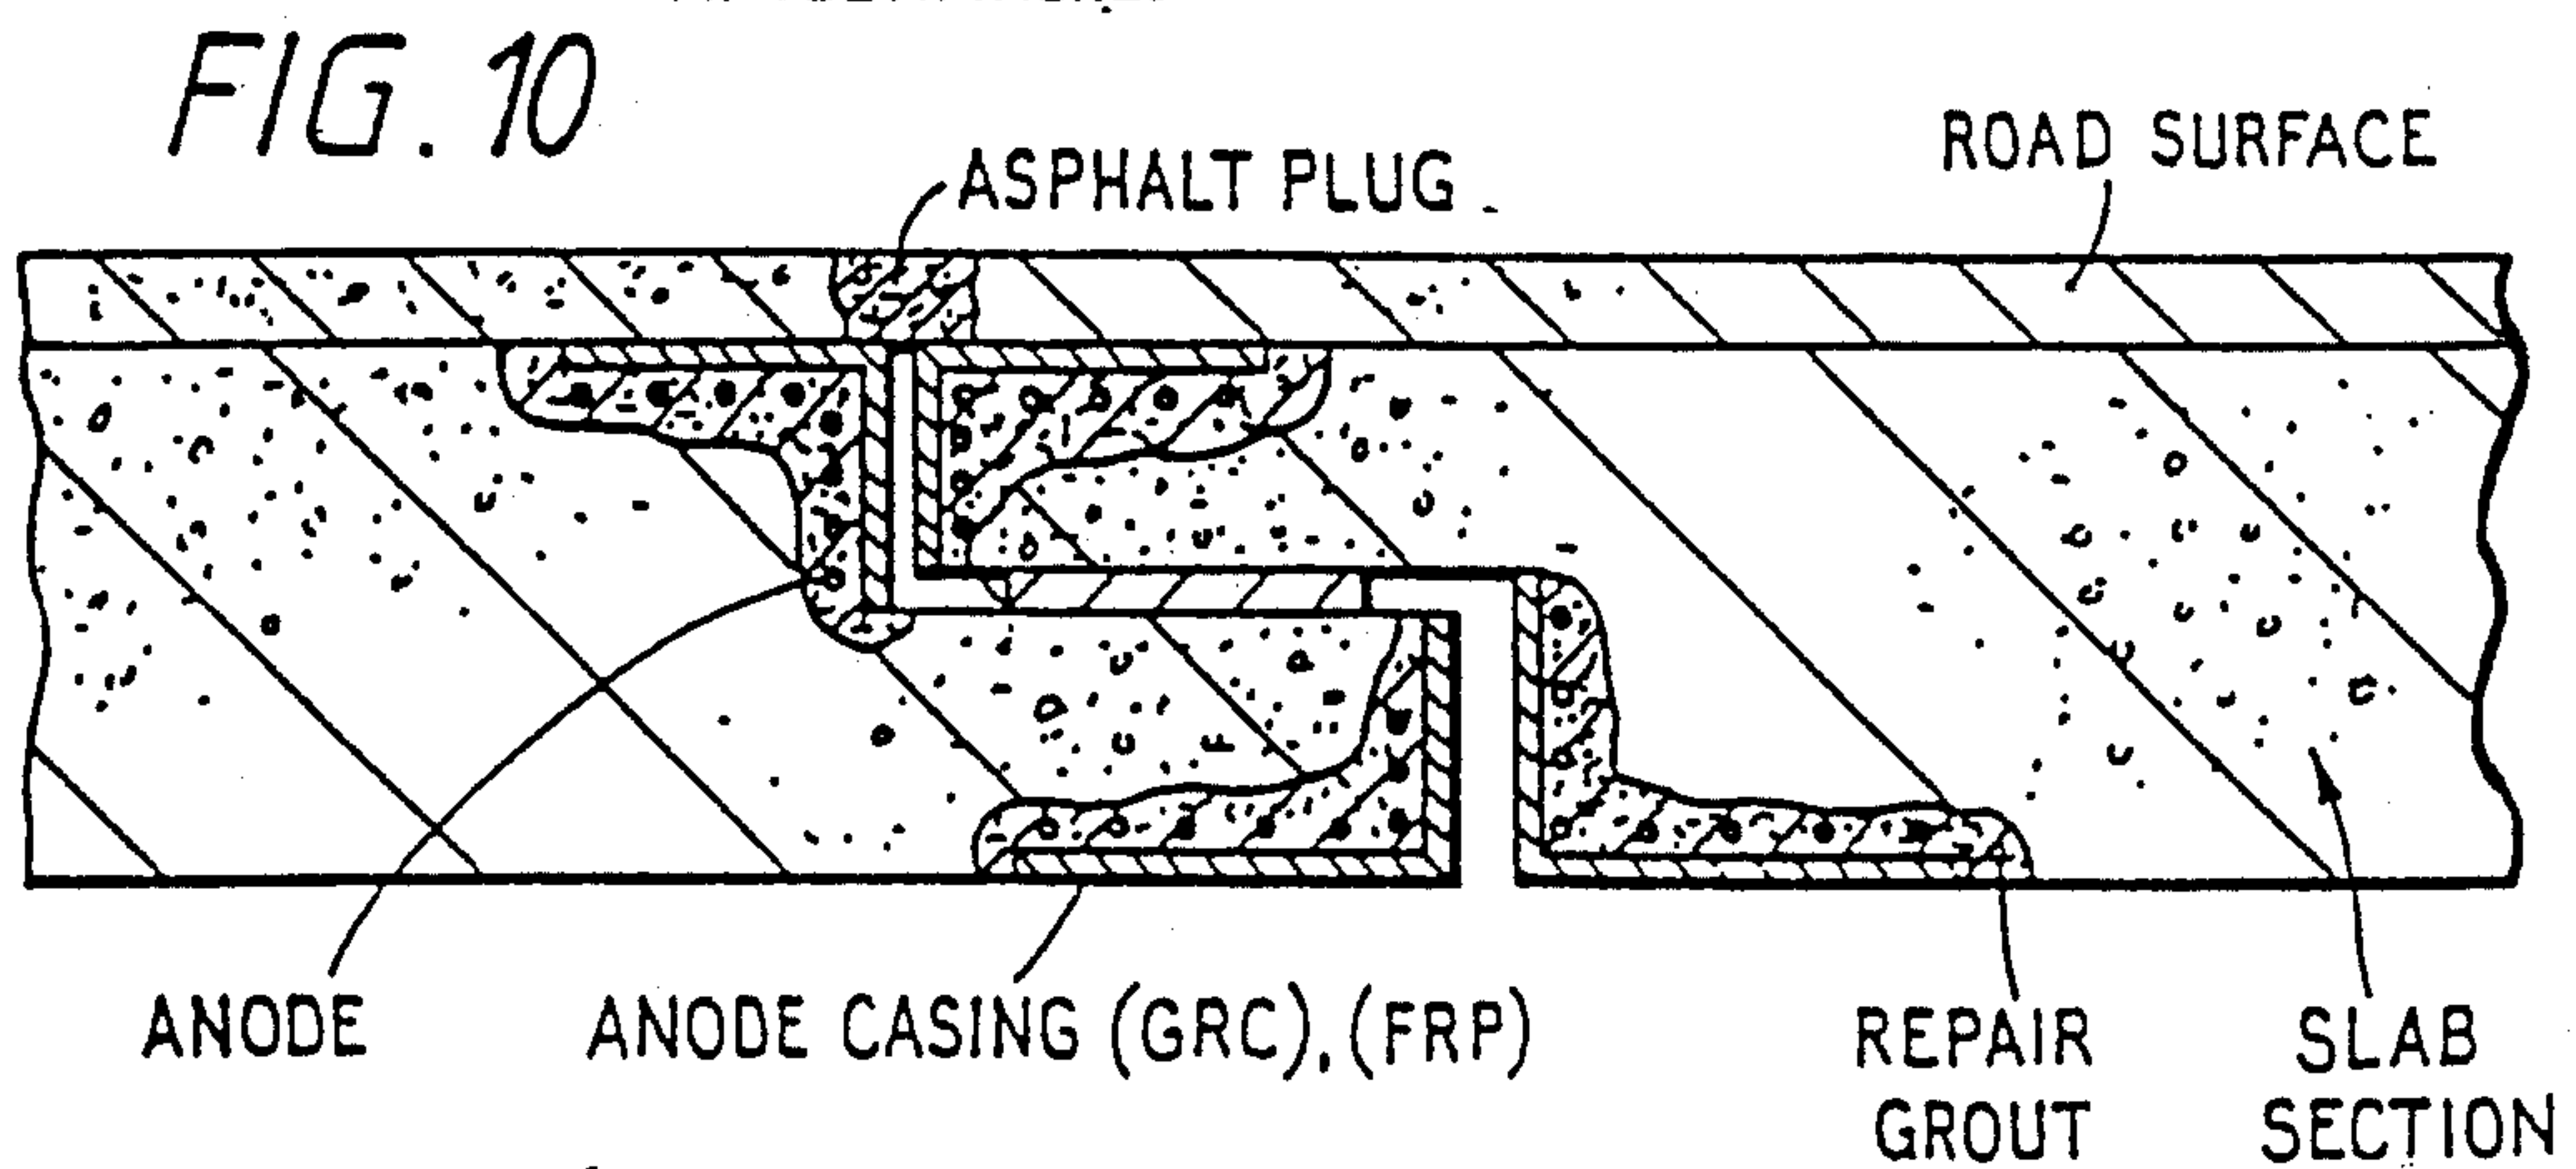 FIG. 10
ASPHALT PLUG
ROAD SURFACE
ANODE
ANODE CASING (GRC), (FRP)
REPAIR
GROUT
SLAB
SECTION